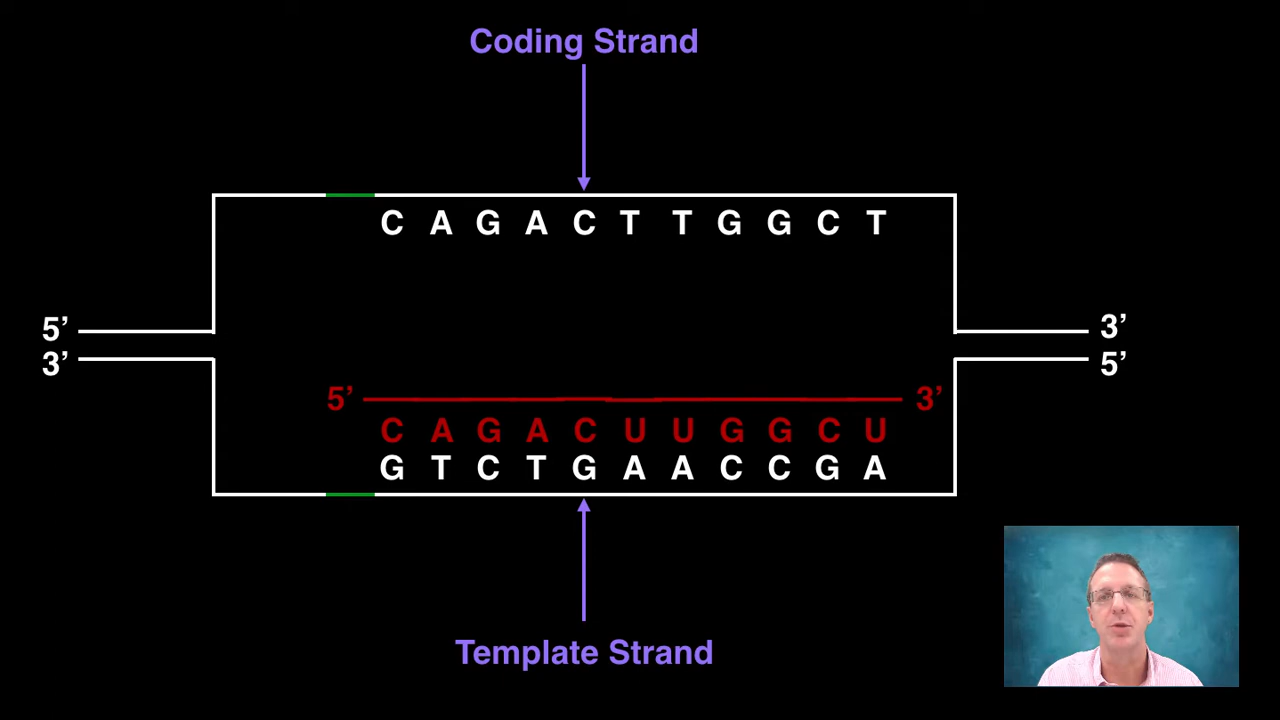 Coding Strand
C A G A C T T G G C T
5’ 3’
3’ 5’
5’ 3’
C A G A C U U G G C U
G T C T G A A C C G A
Template Strand